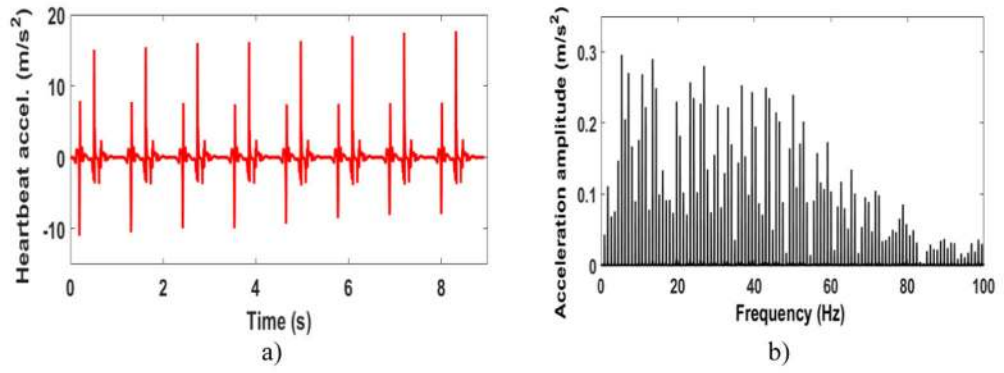 Heartbeat accel. (m/s²)
20
10
0
-10
0 2 4 6 8
Time (s)
a)
Acceleration amplitude (m/s²)
0.3
0.2
0.1
0
0 20 40 60 80 100
Frequency (Hz)
b)